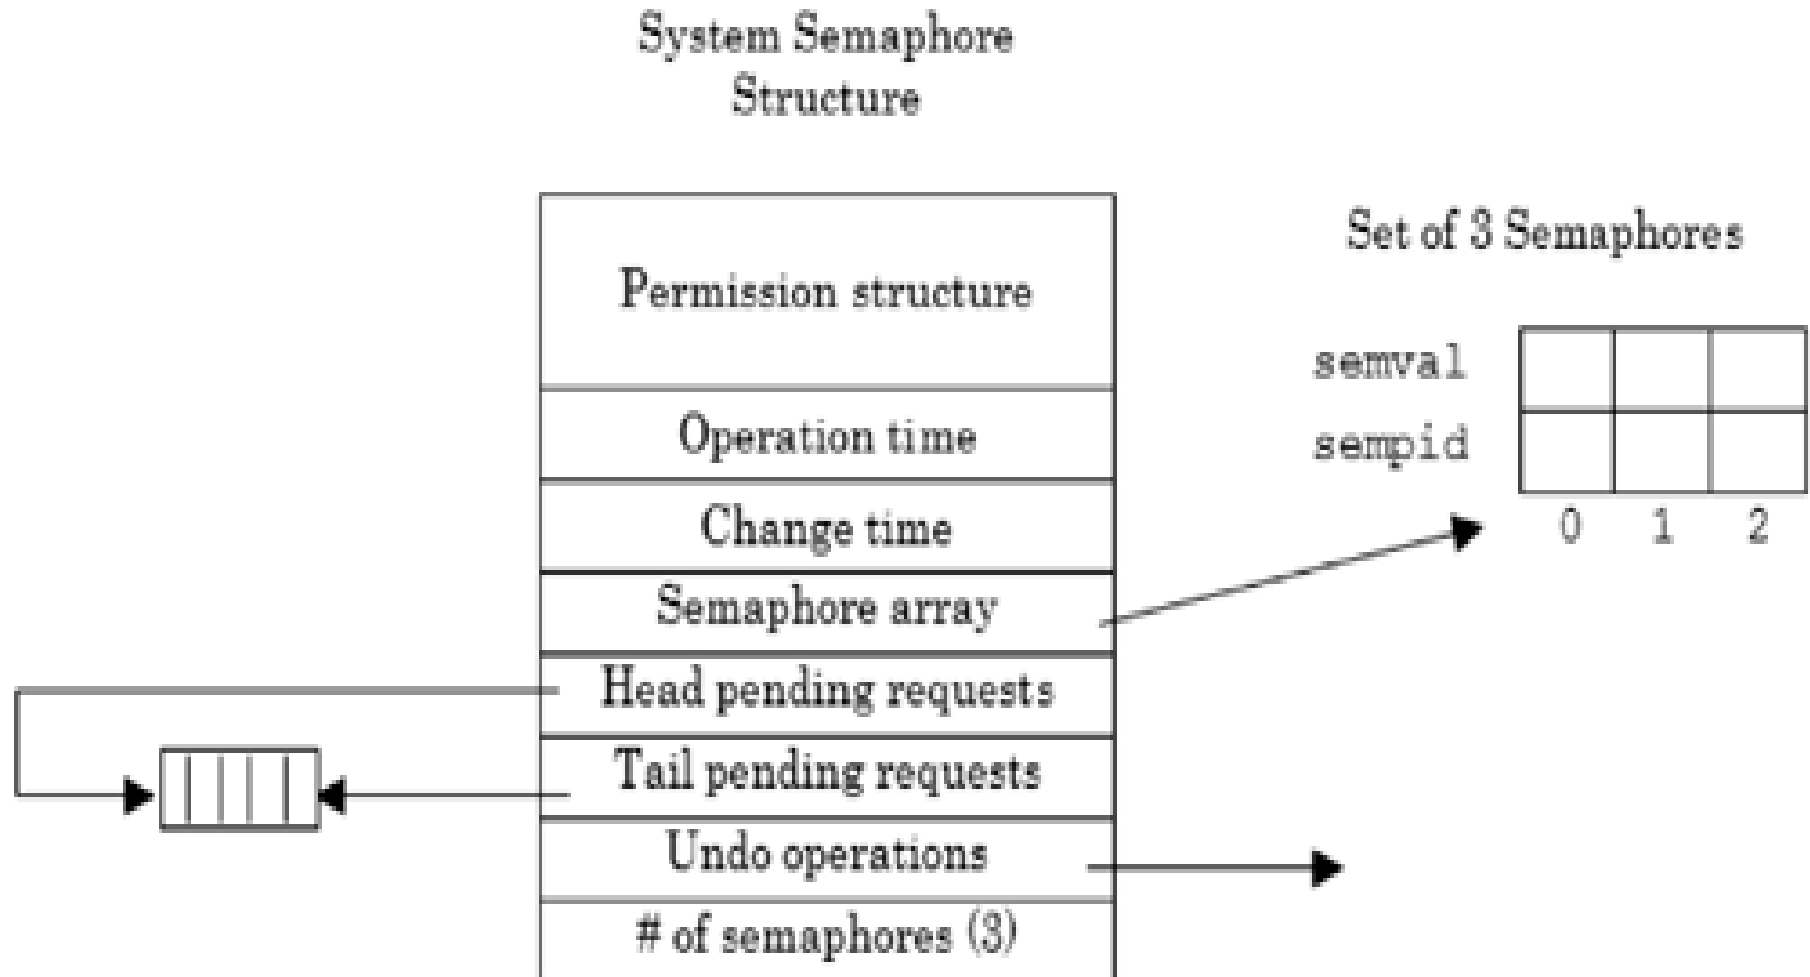 System Semaphore
Structure
Set of 3 Semaphores
Permission structure
semval
Operation time
sempid
Change time
0 1 2
Semaphore array
Head pending requests
Tail pending requests
Undo operations
# of semaphores (3)